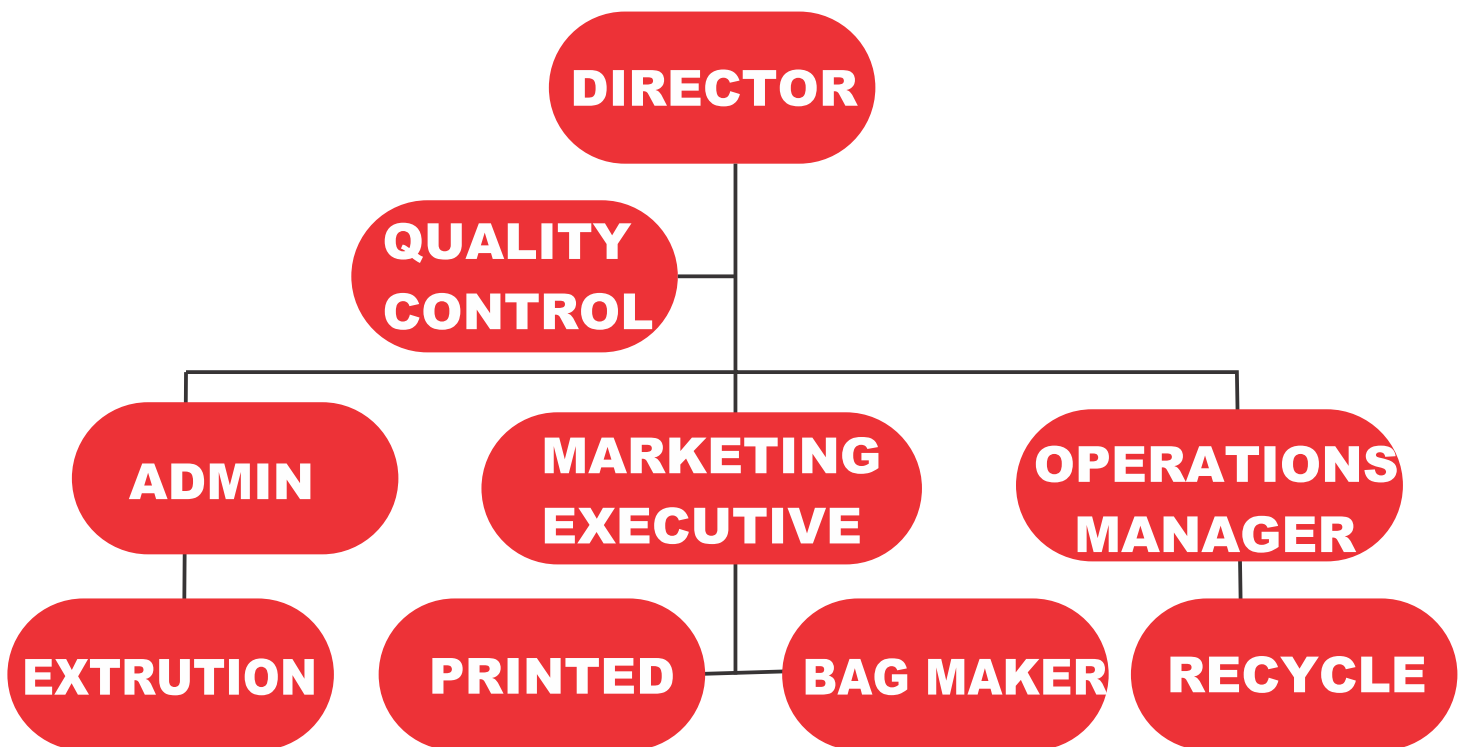 DIRECTOR
QUALITY
CONTROL
ADMIN
MARKETING
EXECUTIVE
OPERATIONS
MANAGER
EXTRUTION
PRINTED
BAG MAKER
RECYCLE